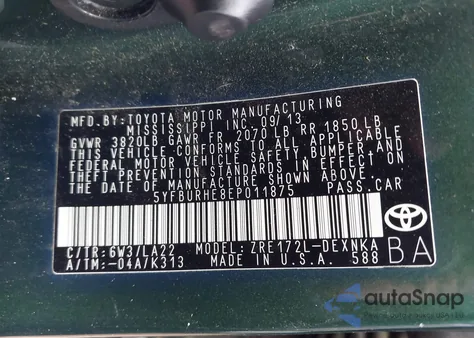 MFD. BY: TOYOTA MOTOR MANUFACTURING
MISSISSIPPI INC. 09/13
GVWR 3820LB GAWR FR 2070 LB RR 1850 LB
THIS VEHICLE CONFORMS TO ALL APPLICABLE
FEDERAL MOTOR VEHICLE SAFETY, BUMPER AND
THEFT PREVENTION STANDARDS IN EFFECT ON
THE DATE OF MANUFACTURE SHOWN ABOVE.
5YFBURHE8EP011875 PASS.CAR
C/TR:6W3/LA22 MODEL:ZRE172L-DEXNKA
A/TM:-04A/K313 MADE IN U.S.A. 588
TOYOTA
BA
autoSnap